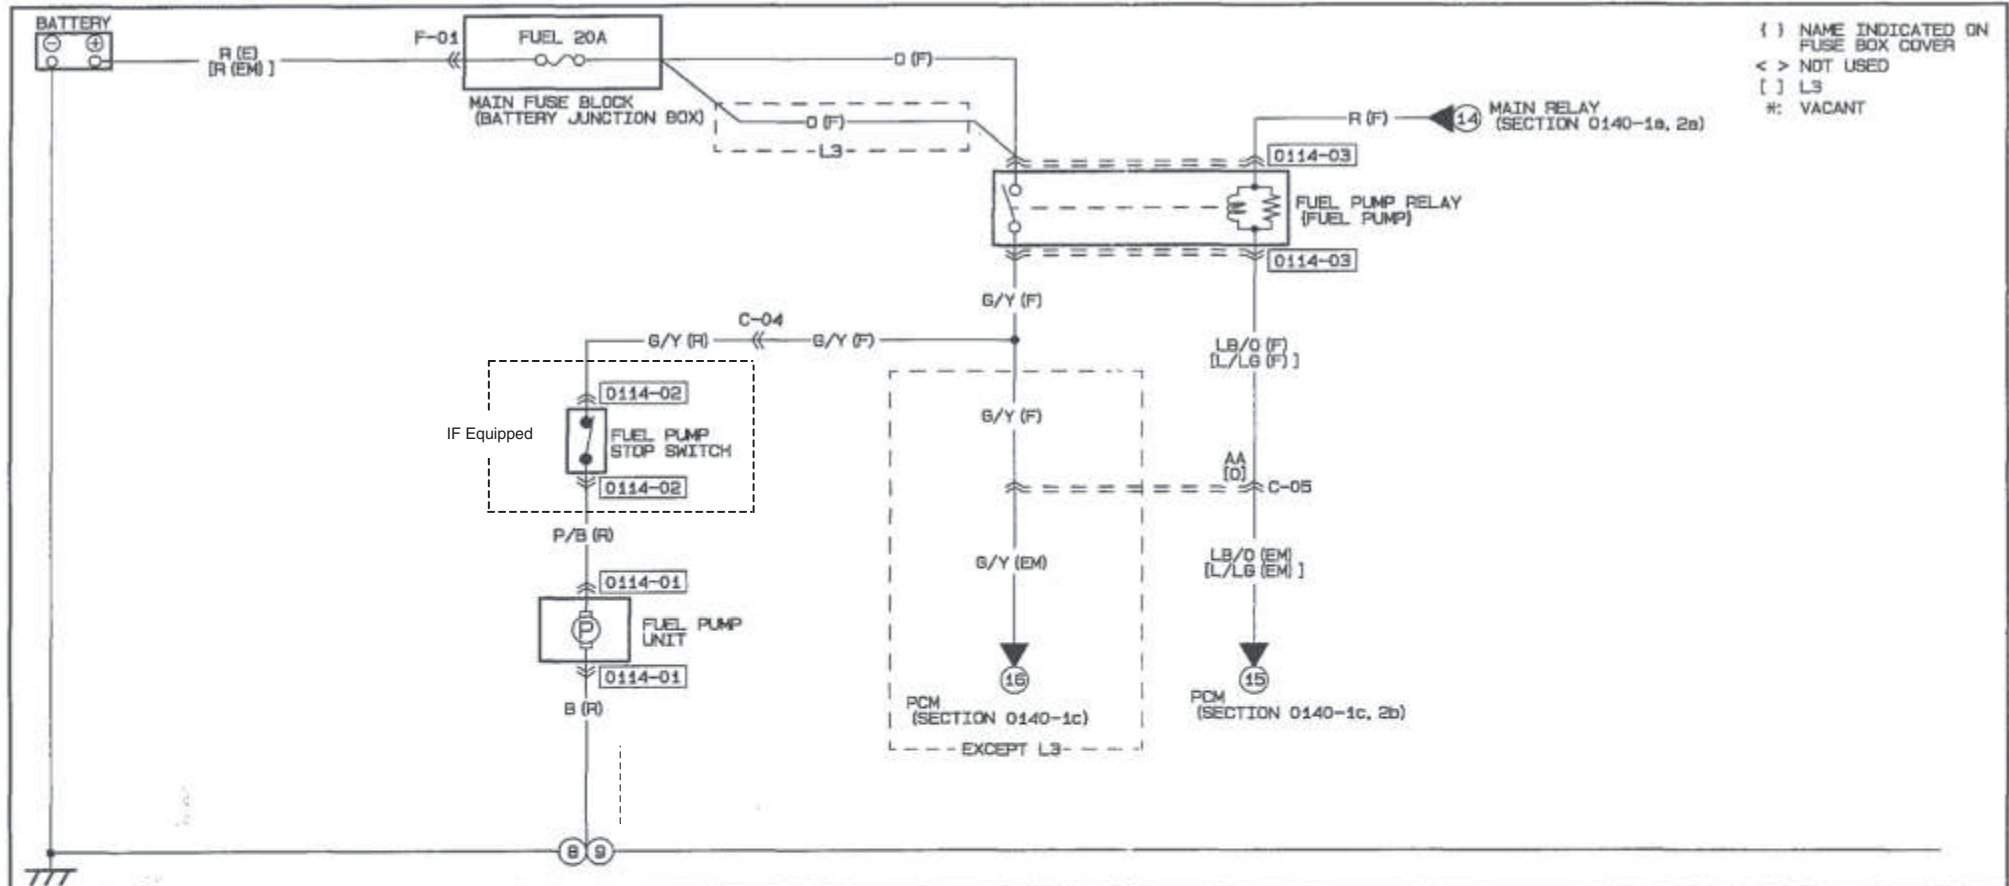 BATTERY
R (E)
[R (EM) ]
F-01
FUEL 20A
MAIN FUSE BLOCK
(BATTERY JUNCTION BOX)
O (F)
O (F)
L3
{ } NAME INDICATED ON
FUSE BOX COVER
< > NOT USED
[ ] L3
*: VACANT
R (F)
14
MAIN RELAY
(SECTION 0140-1a, 2a)
0114-03
FUEL PUMP RELAY
{FUEL PUMP}
0114-03
G/Y (F)
C-04
G/Y (R)
G/Y (F)
LB/O (F)
[L/LG (F) ]
0114-02
IF Equipped
FUEL PUMP
STOP SWITCH
0114-02
G/Y (F)
AA
[O]
C-05
P/B (R)
G/Y (EM)
LB/O (EM)
[L/LG (EM) ]
0114-01
P
FUEL PUMP
UNIT
0114-01
B (R)
16
PCM
(SECTION 0140-1c)
EXCEPT L3
15
PCM
(SECTION 0140-1c, 2b)
8 9